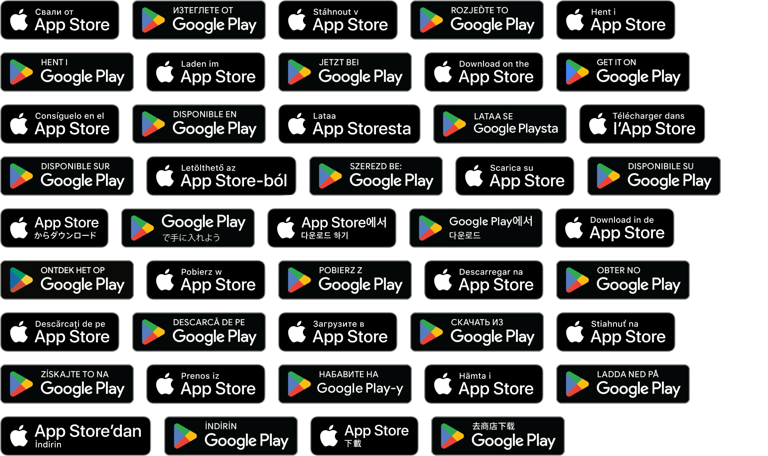 Свали от
App Store
ИЗТЕГЛЕТЕ ОТ
Google Play
Stáhnout v
App Store
ROZJEĎTE TO
Google Play
Hent i
App Store
HENT I
Google Play
Laden im
App Store
JETZT BEI
Google Play
Download on the
App Store
GET IT ON
Google Play
Consíguelo en el
App Store
DISPONIBLE EN
Google Play
Lataa
App Storesta
LATAA SE
Google Playsta
Télécharger dans
l'App Store
DISPONIBLE SUR
Google Play
Letölthető az
App Store-ból
SZEREZD BE:
Google Play
Scarica su
App Store
DISPONIBILE SU
Google Play
App Store
からダウンロード
Google Play
で手に入れよう
App Store에서
다운로드 하기
Google Play에서
다운로드
Download in de
App Store
ONTDEK HET OP
Google Play
Pobierz w
App Store
POBIERZ Z
Google Play
Descarregar na
App Store
OBTER NO
Google Play
Descărcați de pe
App Store
DESCARCĂ DE PE
Google Play
Загрузите в
App Store
СКАЧАТЬ ИЗ
Google Play
Stiahnuť na
App Store
ZÍSKAJTE TO NA
Google Play
Prenos iz
App Store
НАБАВИТЕ НА
Google Play-у
Hämta i
App Store
LADDA NED PÅ
Google Play
App Store'dan
İndirin
İNDİRİN
Google Play
App Store
下載
去商店下载
Google Play